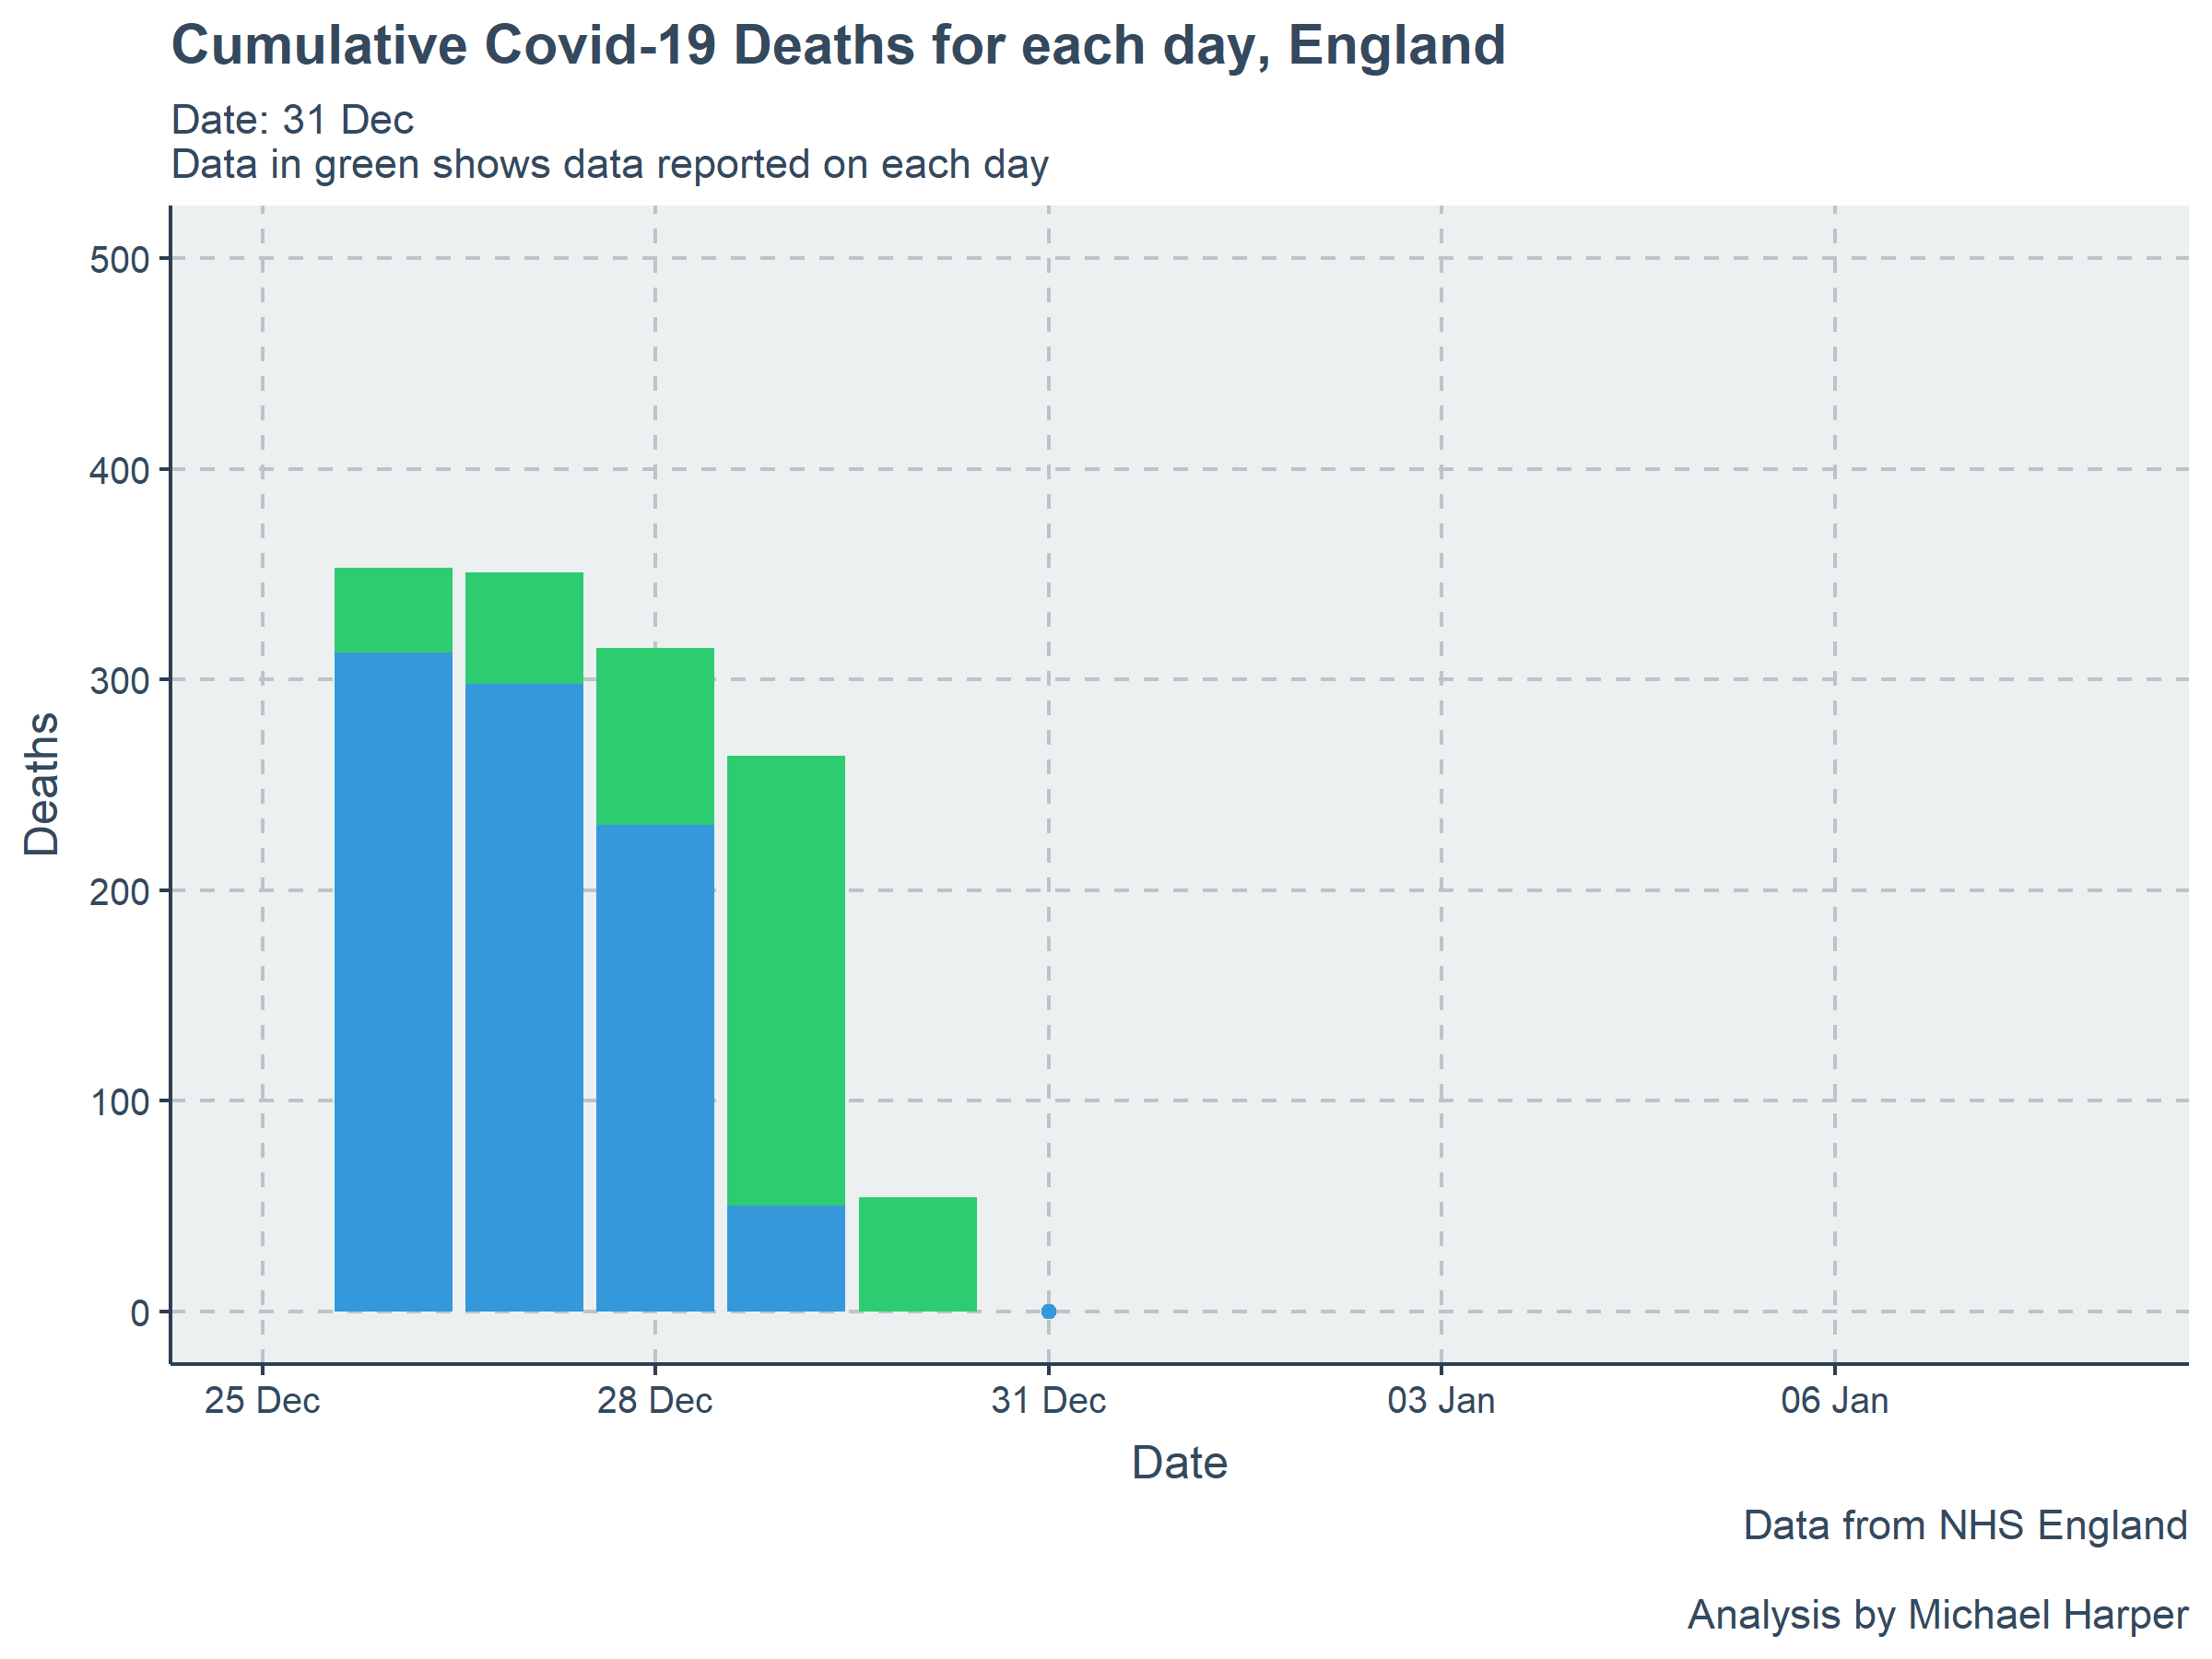 Cumulative Covid-19 Deaths for each day, England
Date: 31 Dec
Data in green shows data reported on each day
500
400
300
200
100
0
Deaths
25 Dec
28 Dec
31 Dec
03 Jan
06 Jan
Date
Data from NHS England
Analysis by Michael Harper